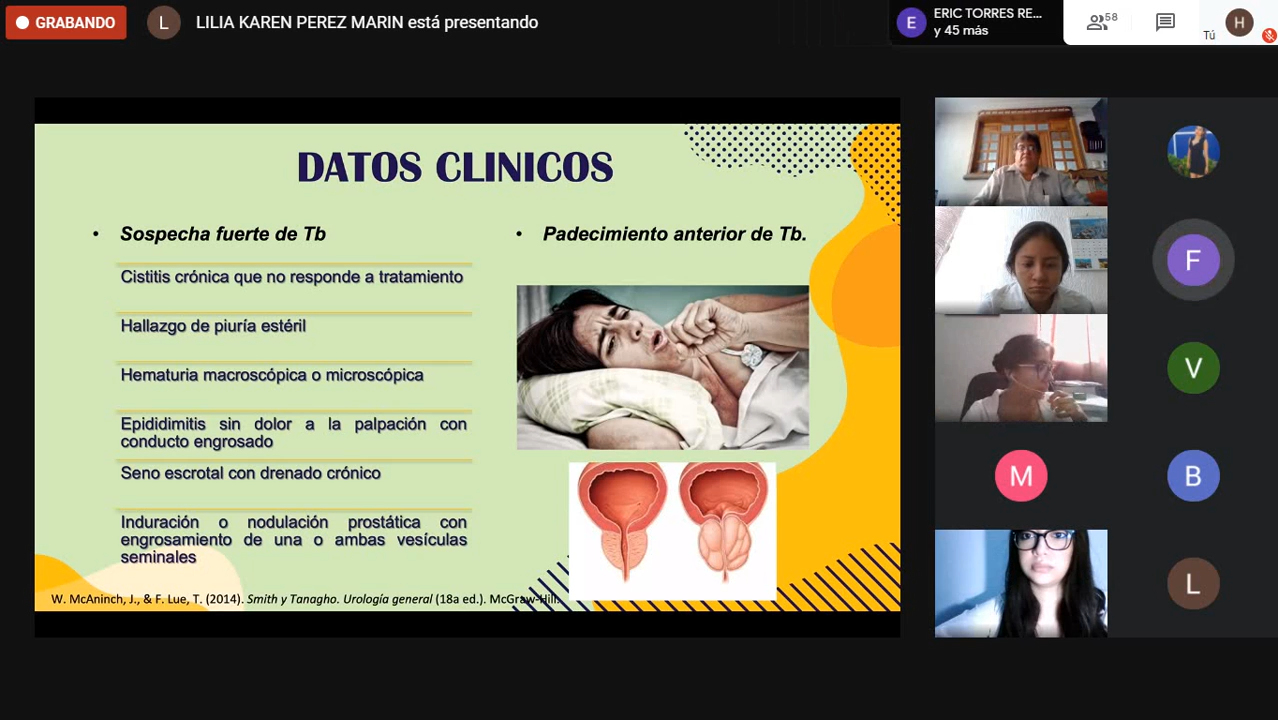 GRABANDO
L
LILIA KAREN PEREZ MARIN está presentando
E
ERIC TORRES RE...
y 45 más
58
Tú
H
DATOS CLINICOS
• Sospecha fuerte de Tb
Cistitis crónica que no responde a tratamiento
Hallazgo de piuría estéril
Hematuria macroscópica o microscópica
Epididimitis sin dolor a la palpación con
conducto engrosado
Seno escrotal con drenado crónico
Induración o nodulación prostática con
engrosamiento de una o ambas vesículas
seminales
• Padecimiento anterior de Tb.
W. McAninch, J., & F. Lue, T. (2014). Smith y Tanagho. Urología general (18a ed.). McGraw-Hill.
F
V
M
B
L